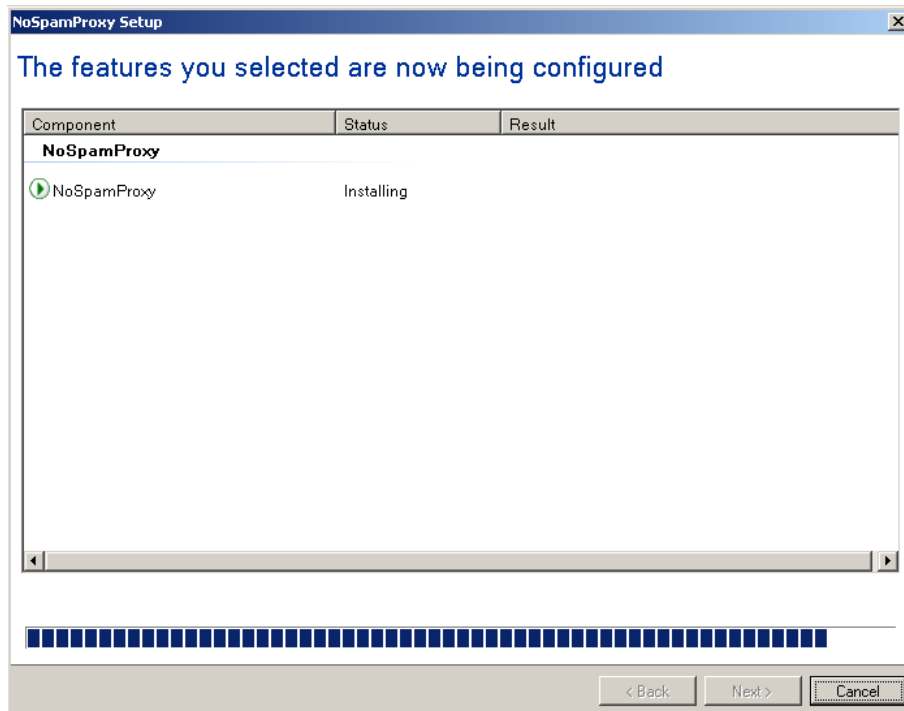 NoSpamProxy Setup
The features you selected are now being configured
Component Status Result
NoSpamProxy
NoSpamProxy Installing
< Back Next > Cancel